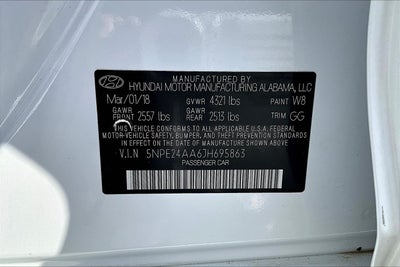 MANUFACTURED BY
HYUNDAI MOTOR MANUFACTURING ALABAMA, LLC
Mar/01/18 GVWR 4321 lbs PAINT W8
GAWR FRONT 2557 lbs GAWR REAR 2513 lbs TRIM GG
THIS VEHICLE CONFORMS TO ALL APPLICABLE U.S. FEDERAL
MOTOR-VEHICLE SAFETY, BUMPER, AND THEFT PREVENTION STANDARDS
IN EFFECT ON THE DATE OF MANUFACTURE SHOWN ABOVE.
V.I.N 5NPE24AA6JH695863
PASSENGER CAR